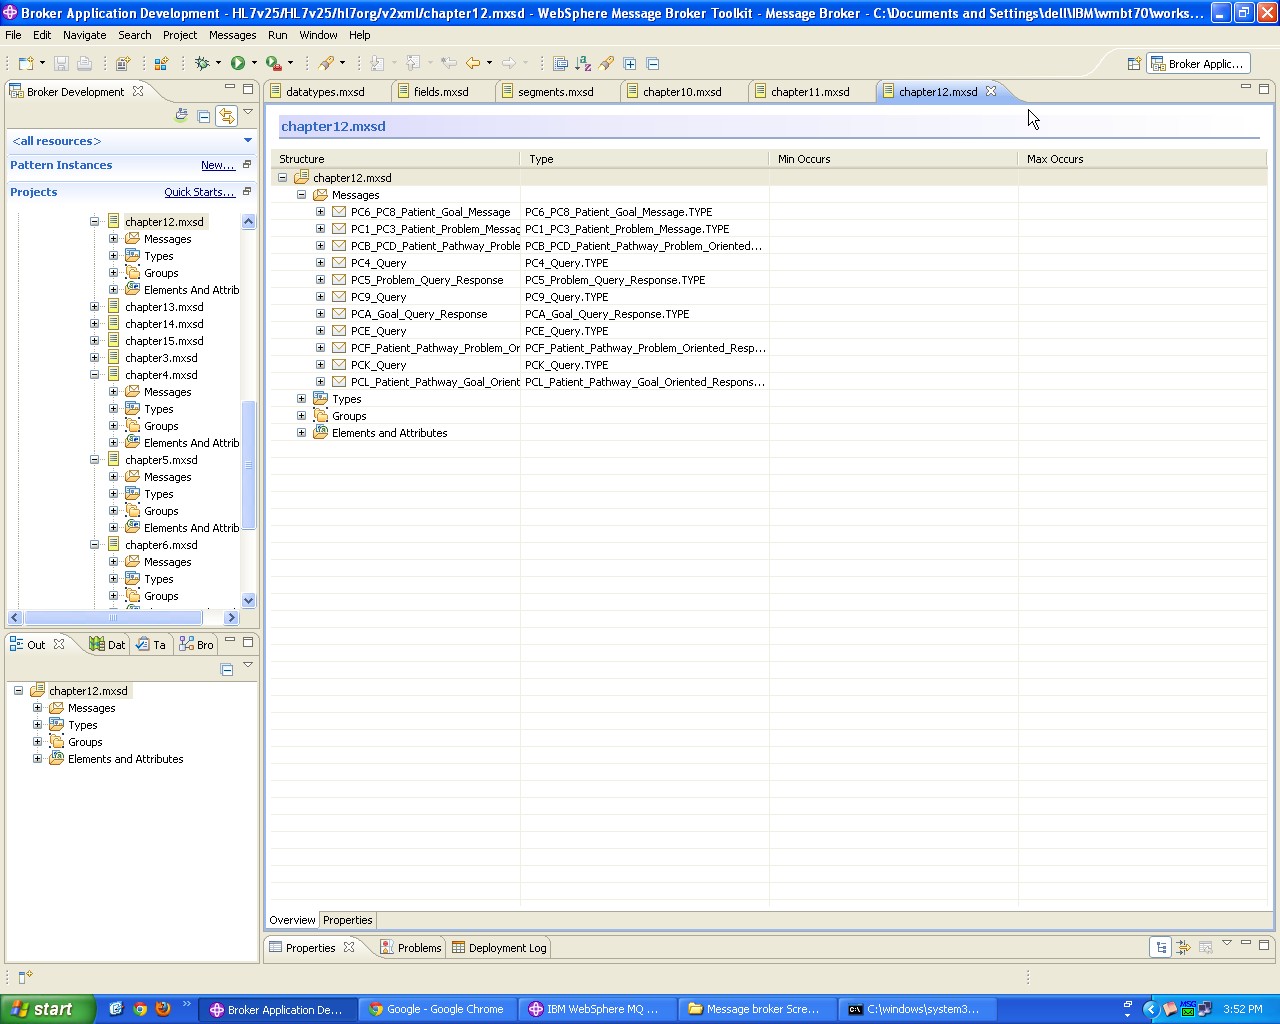 Broker Application Development - HL7v25/HL7v25/hl7org/v2xml/chapter12.mxsd - WebSphere Message Broker Toolkit - Message Broker - C:\Documents and Settings\dell\IBM\wmbt70\works...
File Edit Navigate Search Project Messages Run Window Help
Broker Applic...
Broker Development
datatypes.mxsd fields.mxsd segments.mxsd chapter10.mxsd chapter11.mxsd chapter12.mxsd
<all resources>
Pattern Instances New...
Projects Quick Starts...
chapter12.mxsd
Messages
Types
Groups
Elements And Attrib
chapter13.mxsd
chapter14.mxsd
chapter15.mxsd
chapter3.mxsd
chapter4.mxsd
Messages
Types
Groups
Elements And Attrib
chapter5.mxsd
Messages
Types
Groups
Elements And Attrib
chapter6.mxsd
Messages
Types
Groups
Out Dat Ta Bro
chapter12.mxsd
Messages
Types
Groups
Elements and Attributes
chapter12.mxsd
Structure Type Min Occurs Max Occurs
chapter12.mxsd
Messages
PC6_PC8_Patient_Goal_Message PC6_PC8_Patient_Goal_Message.TYPE
PC1_PC3_Patient_Problem_Messag PC1_PC3_Patient_Problem_Message.TYPE
PCB_PCD_Patient_Pathway_Proble PCB_PCD_Patient_Pathway_Problem_Oriented...
PC4_Query PC4_Query.TYPE
PC5_Problem_Query_Response PC5_Problem_Query_Response.TYPE
PC9_Query PC9_Query.TYPE
PCA_Goal_Query_Response PCA_Goal_Query_Response.TYPE
PCE_Query PCE_Query.TYPE
PCF_Patient_Pathway_Problem_Or PCF_Patient_Pathway_Problem_Oriented_Resp...
PCK_Query PCK_Query.TYPE
PCL_Patient_Pathway_Goal_Orient PCL_Patient_Pathway_Goal_Oriented_Respons...
Types
Groups
Elements and Attributes
Overview Properties
Properties Problems Deployment Log
start Broker Application De... Google - Google Chrome IBM WebSphere MQ ... Message broker Scre... C:\windows\system3... 3:52 PM